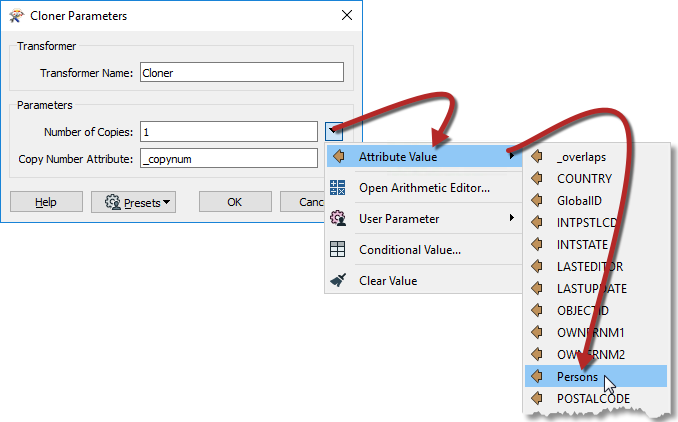 Cloner Parameters
Transformer
Transformer Name: Cloner
Parameters
Number of Copies: 1
Copy Number Attribute: _copynum
Help
Presets
OK
Attribute Value
Open Arithmetic Editor...
User Parameter
Conditional Value...
Clear Value
_overlaps
COUNTRY
GlobalID
INTPSTLCD
INTSTATE
LASTEDITOR
LASTUPDATE
OBJECTID
OWNERNM1
OWNERNM2
Persons
POSTALCODE